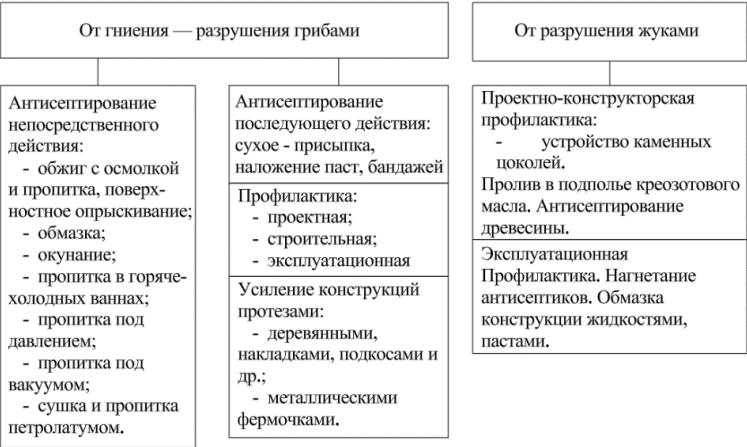 От гниения — разрушения грибами
Антисептирование
непосредственного
действия:
- обжиг с осмолкой
и пропитка, поверх-
ностное опрыскивание;
- обмазка;
- окунание;
- пропитка в горяче-
холодных ваннах;
- пропитка под
давлением;
- пропитка под
вакуумом;
- сушка и пропитка
петролатумом.
Антисептирование
последующего действия:
сухое - присыпка,
наложение паст, бандажей
Профилактика:
- проектная;
- строительная;
- эксплуатационная
Усиление конструкций
протезами:
- деревянными,
накладками, подкосами и
др.;
- металлическими
фермочками.
От разрушения жуками
Проектно-конструкторская
профилактика:
- устройство каменных
цоколей.
Пролив в подполье креозотового
масла. Антисептирование
древесины.
Эксплуатационная
Профилактика. Нагнетание
антисептиков. Обмазка
конструкции жидкостями,
пастами.